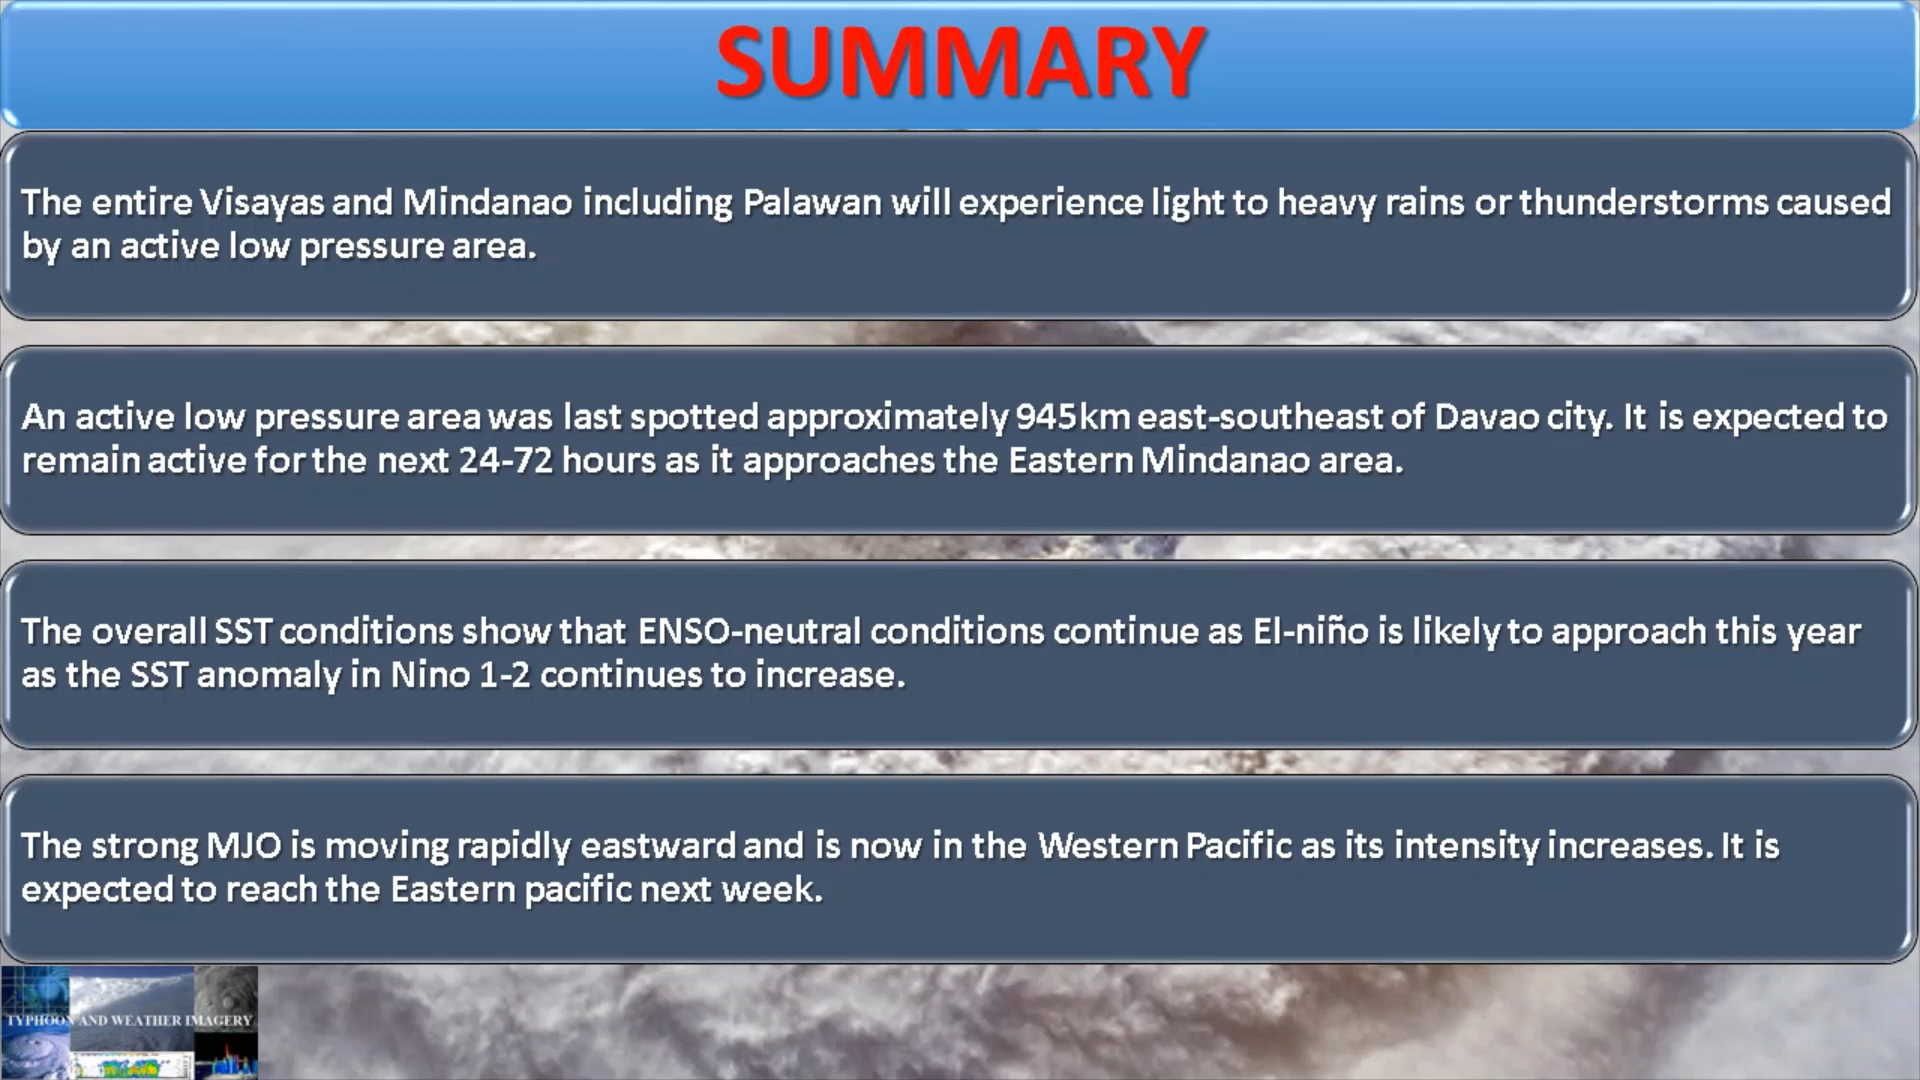 SUMMARY
The entire Visayas and Mindanao including Palawan will experience light to heavy rains or thunderstorms caused
by an active low pressure area.
An active low pressure area was last spotted approximately 945km east-southeast of Davao city. It is expected to
remain active for the next 24-72 hours as it approaches the Eastern Mindanao area.
The overall SST conditions show that ENSO-neutral conditions continue as El-niño is likely to approach this year
as the SST anomaly in Nino 1-2 continues to increase.
The strong MJO is moving rapidly eastward and is now in the Western Pacific as its intensity increases. It is
expected to reach the Eastern pacific next week.
TYPHOON AND WEATHER IMAGERY